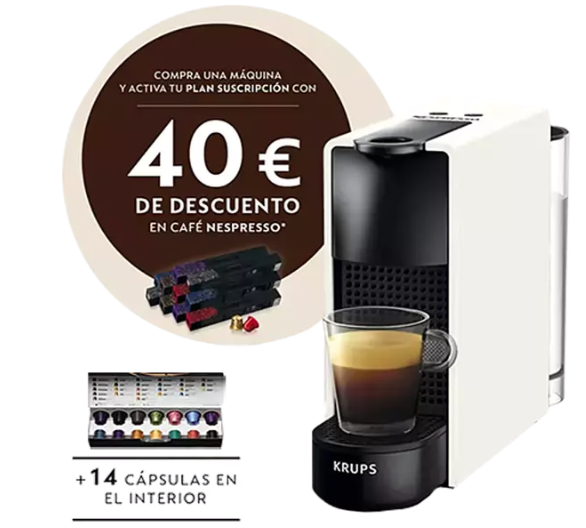 COMPRA UNA MÁQUINA
Y ACTIVA TU PLAN SUSCRIPCIÓN CON
40 €
DE DESCUENTO
EN CAFÉ NESPRESSO*
+14 CÁPSULAS EN
EL INTERIOR
NESPRESSO
KRUPS